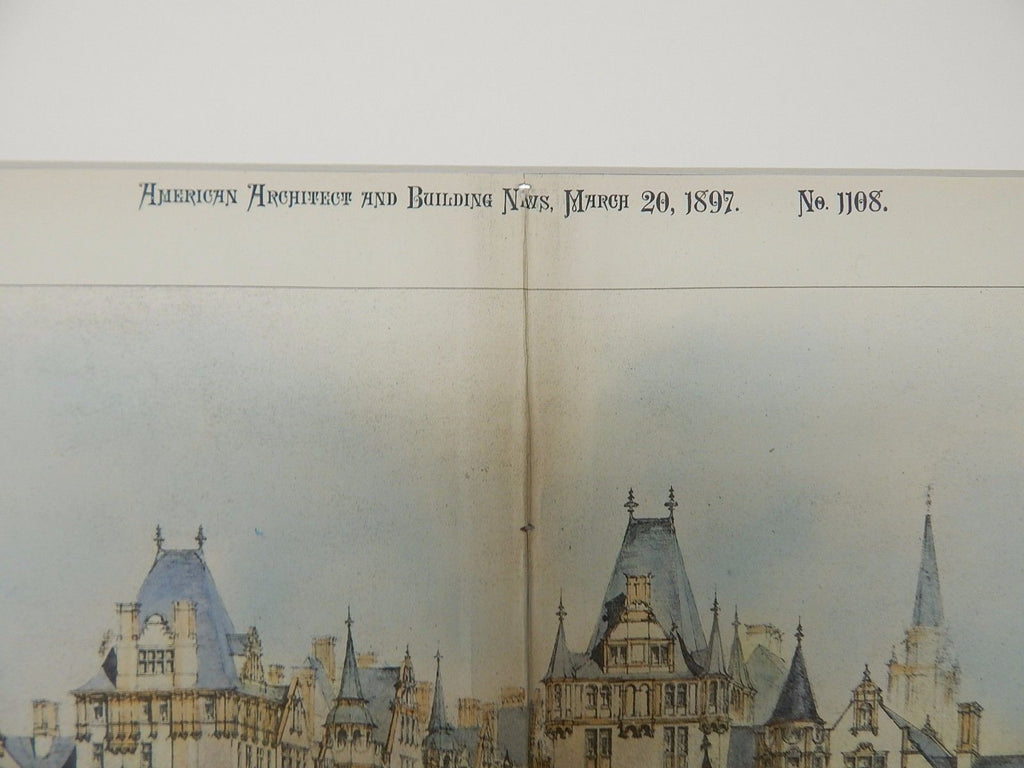 American Architect and Building News, March 20, 1897. No. 1108.